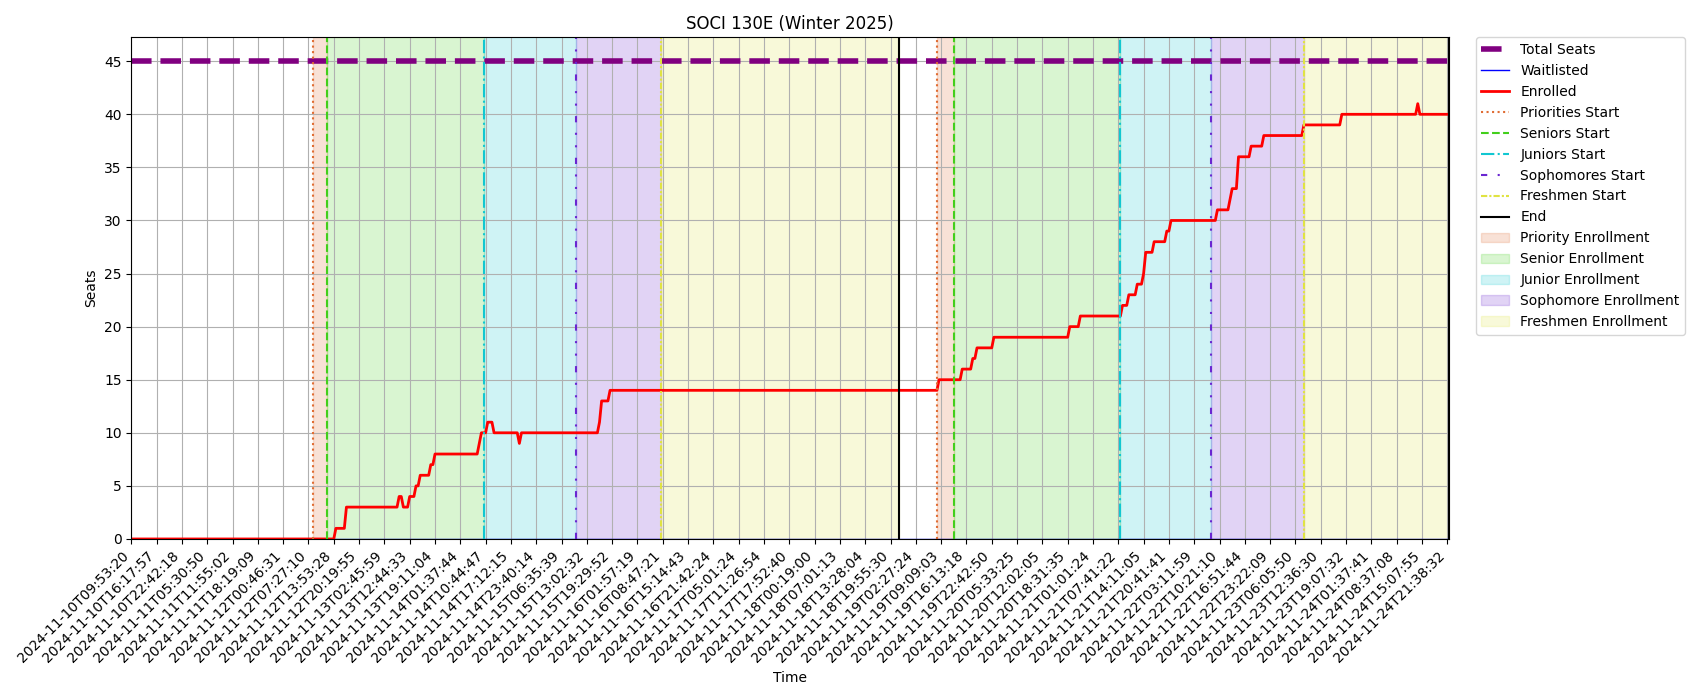 SOCI 130E (Winter 2025)
Seats
45
40
35
30
25
20
15
10
5
0
2024-11-10T09:53:20
2024-11-10T16:17:57
2024-11-10T22:42:18
2024-11-11T05:30:50
2024-11-11T11:55:02
2024-11-11T18:19:09
2024-11-12T00:46:31
2024-11-12T07:27:10
2024-11-12T13:53:28
2024-11-12T20:19:55
2024-11-13T02:45:59
2024-11-13T12:44:33
2024-11-13T19:11:04
2024-11-14T01:37:44
2024-11-14T10:44:47
2024-11-14T17:12:15
2024-11-14T23:40:14
2024-11-15T06:35:39
2024-11-15T13:02:32
2024-11-15T19:29:52
2024-11-16T01:57:19
2024-11-16T08:47:21
2024-11-16T15:14:43
2024-11-16T21:42:24
2024-11-17T05:01:24
2024-11-17T11:26:54
2024-11-17T17:52:40
2024-11-18T00:19:00
2024-11-18T07:01:13
2024-11-18T13:28:04
2024-11-18T19:55:30
2024-11-19T02:27:24
2024-11-19T09:09:03
2024-11-19T16:13:18
2024-11-19T22:42:50
2024-11-20T05:33:25
2024-11-20T12:02:05
2024-11-20T18:31:35
2024-11-21T01:01:24
2024-11-21T07:41:22
2024-11-21T14:11:05
2024-11-21T20:41:41
2024-11-22T03:11:59
2024-11-22T10:21:10
2024-11-22T16:51:44
2024-11-22T23:22:09
2024-11-23T06:05:50
2024-11-23T12:36:30
2024-11-23T19:07:32
2024-11-24T01:37:41
2024-11-24T08:37:08
2024-11-24T15:07:55
2024-11-24T21:38:32
Time
Total Seats
Waitlisted
Enrolled
Priorities Start
Seniors Start
Juniors Start
Sophomores Start
Freshmen Start
End
Priority Enrollment
Senior Enrollment
Junior Enrollment
Sophomore Enrollment
Freshmen Enrollment